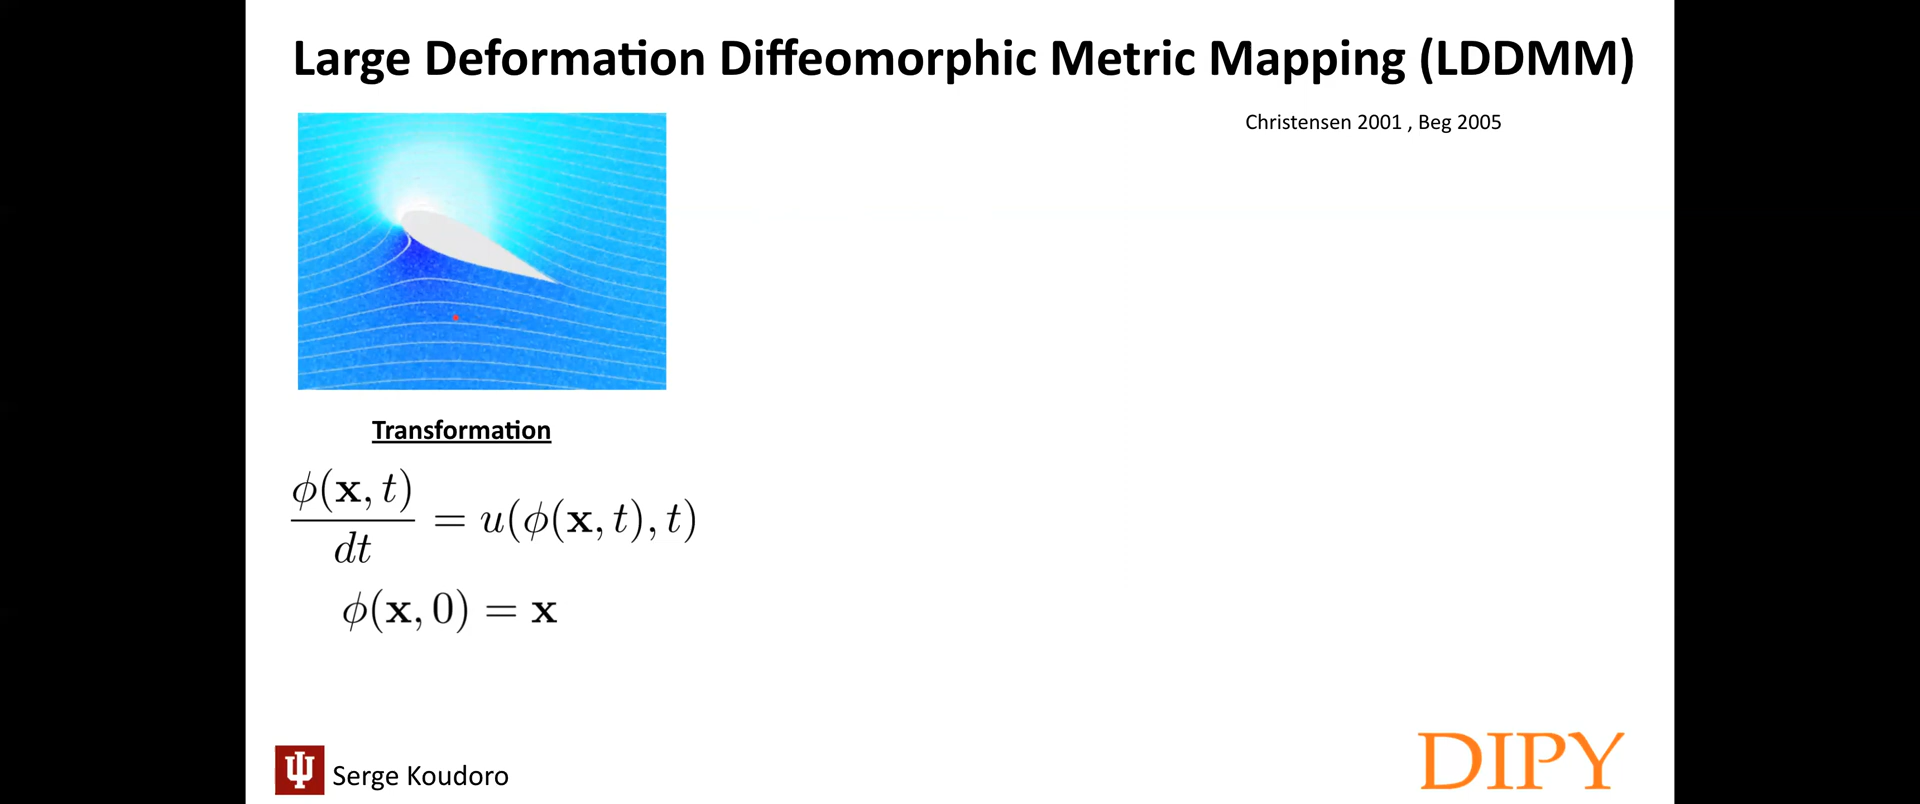 Large Deformation Diffeomorphic Metric Mapping (LDDMM)
Christensen 2001 , Beg 2005
Transformation
ϕ(x, t)
dt
= u(ϕ(x, t), t)
ϕ(x, 0) = x
Serge Koudoro
DIPY